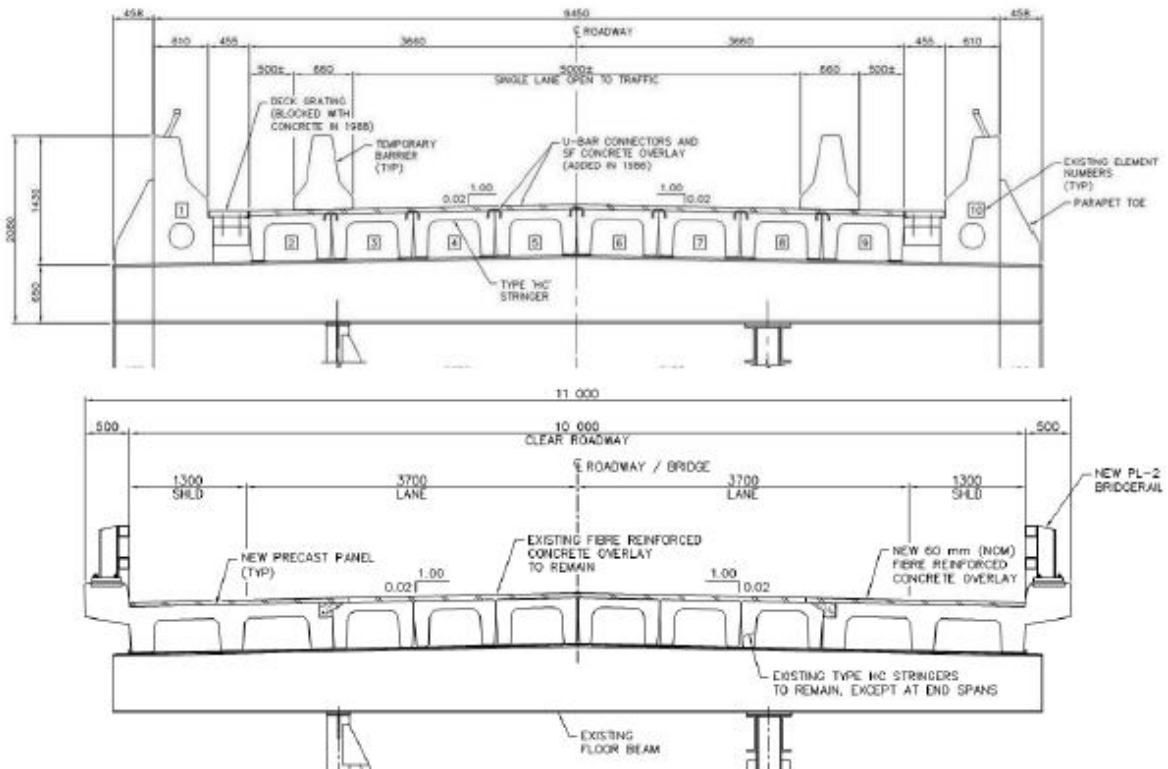 458
9450
458
℄ ROADWAY
610
455
3660
3660
455
610
500±
660
5000±
660
500±
SINGLE LANE OPEN TO TRAFFIC
DECK GRATING
(BLOCKED WITH
CONCRETE IN 1988)
TEMPORARY
BARRIER
(TYP)
U-BAR CONNECTORS AND
SF CONCRETE OVERLAY
(ADDED IN 1986)
EXISTING ELEMENT
NUMBERS
(TYP)
PARAPET TOE
1.00
0.02
1.00
0.02
2080
1430
650
1
2
3
4
5
6
7
8
9
10
TYPE 'HC'
STRINGER
11 000
500
10 000
500
CLEAR ROADWAY
℄ ROADWAY / BRIDGE
1300
SHLD
3700
LANE
3700
LANE
1300
SHLD
NEW PL-2
BRIDGERAIL
NEW PRECAST PANEL
(TYP)
EXISTING FIBRE REINFORCED
CONCRETE OVERLAY
TO REMAIN
NEW 60 mm (NOM)
FIBRE REINFORCED
CONCRETE OVERLAY
1.00
0.02
1.00
0.02
EXISTING TYPE HC STRINGERS
TO REMAIN, EXCEPT AT END SPANS
EXISTING
FLOOR BEAM